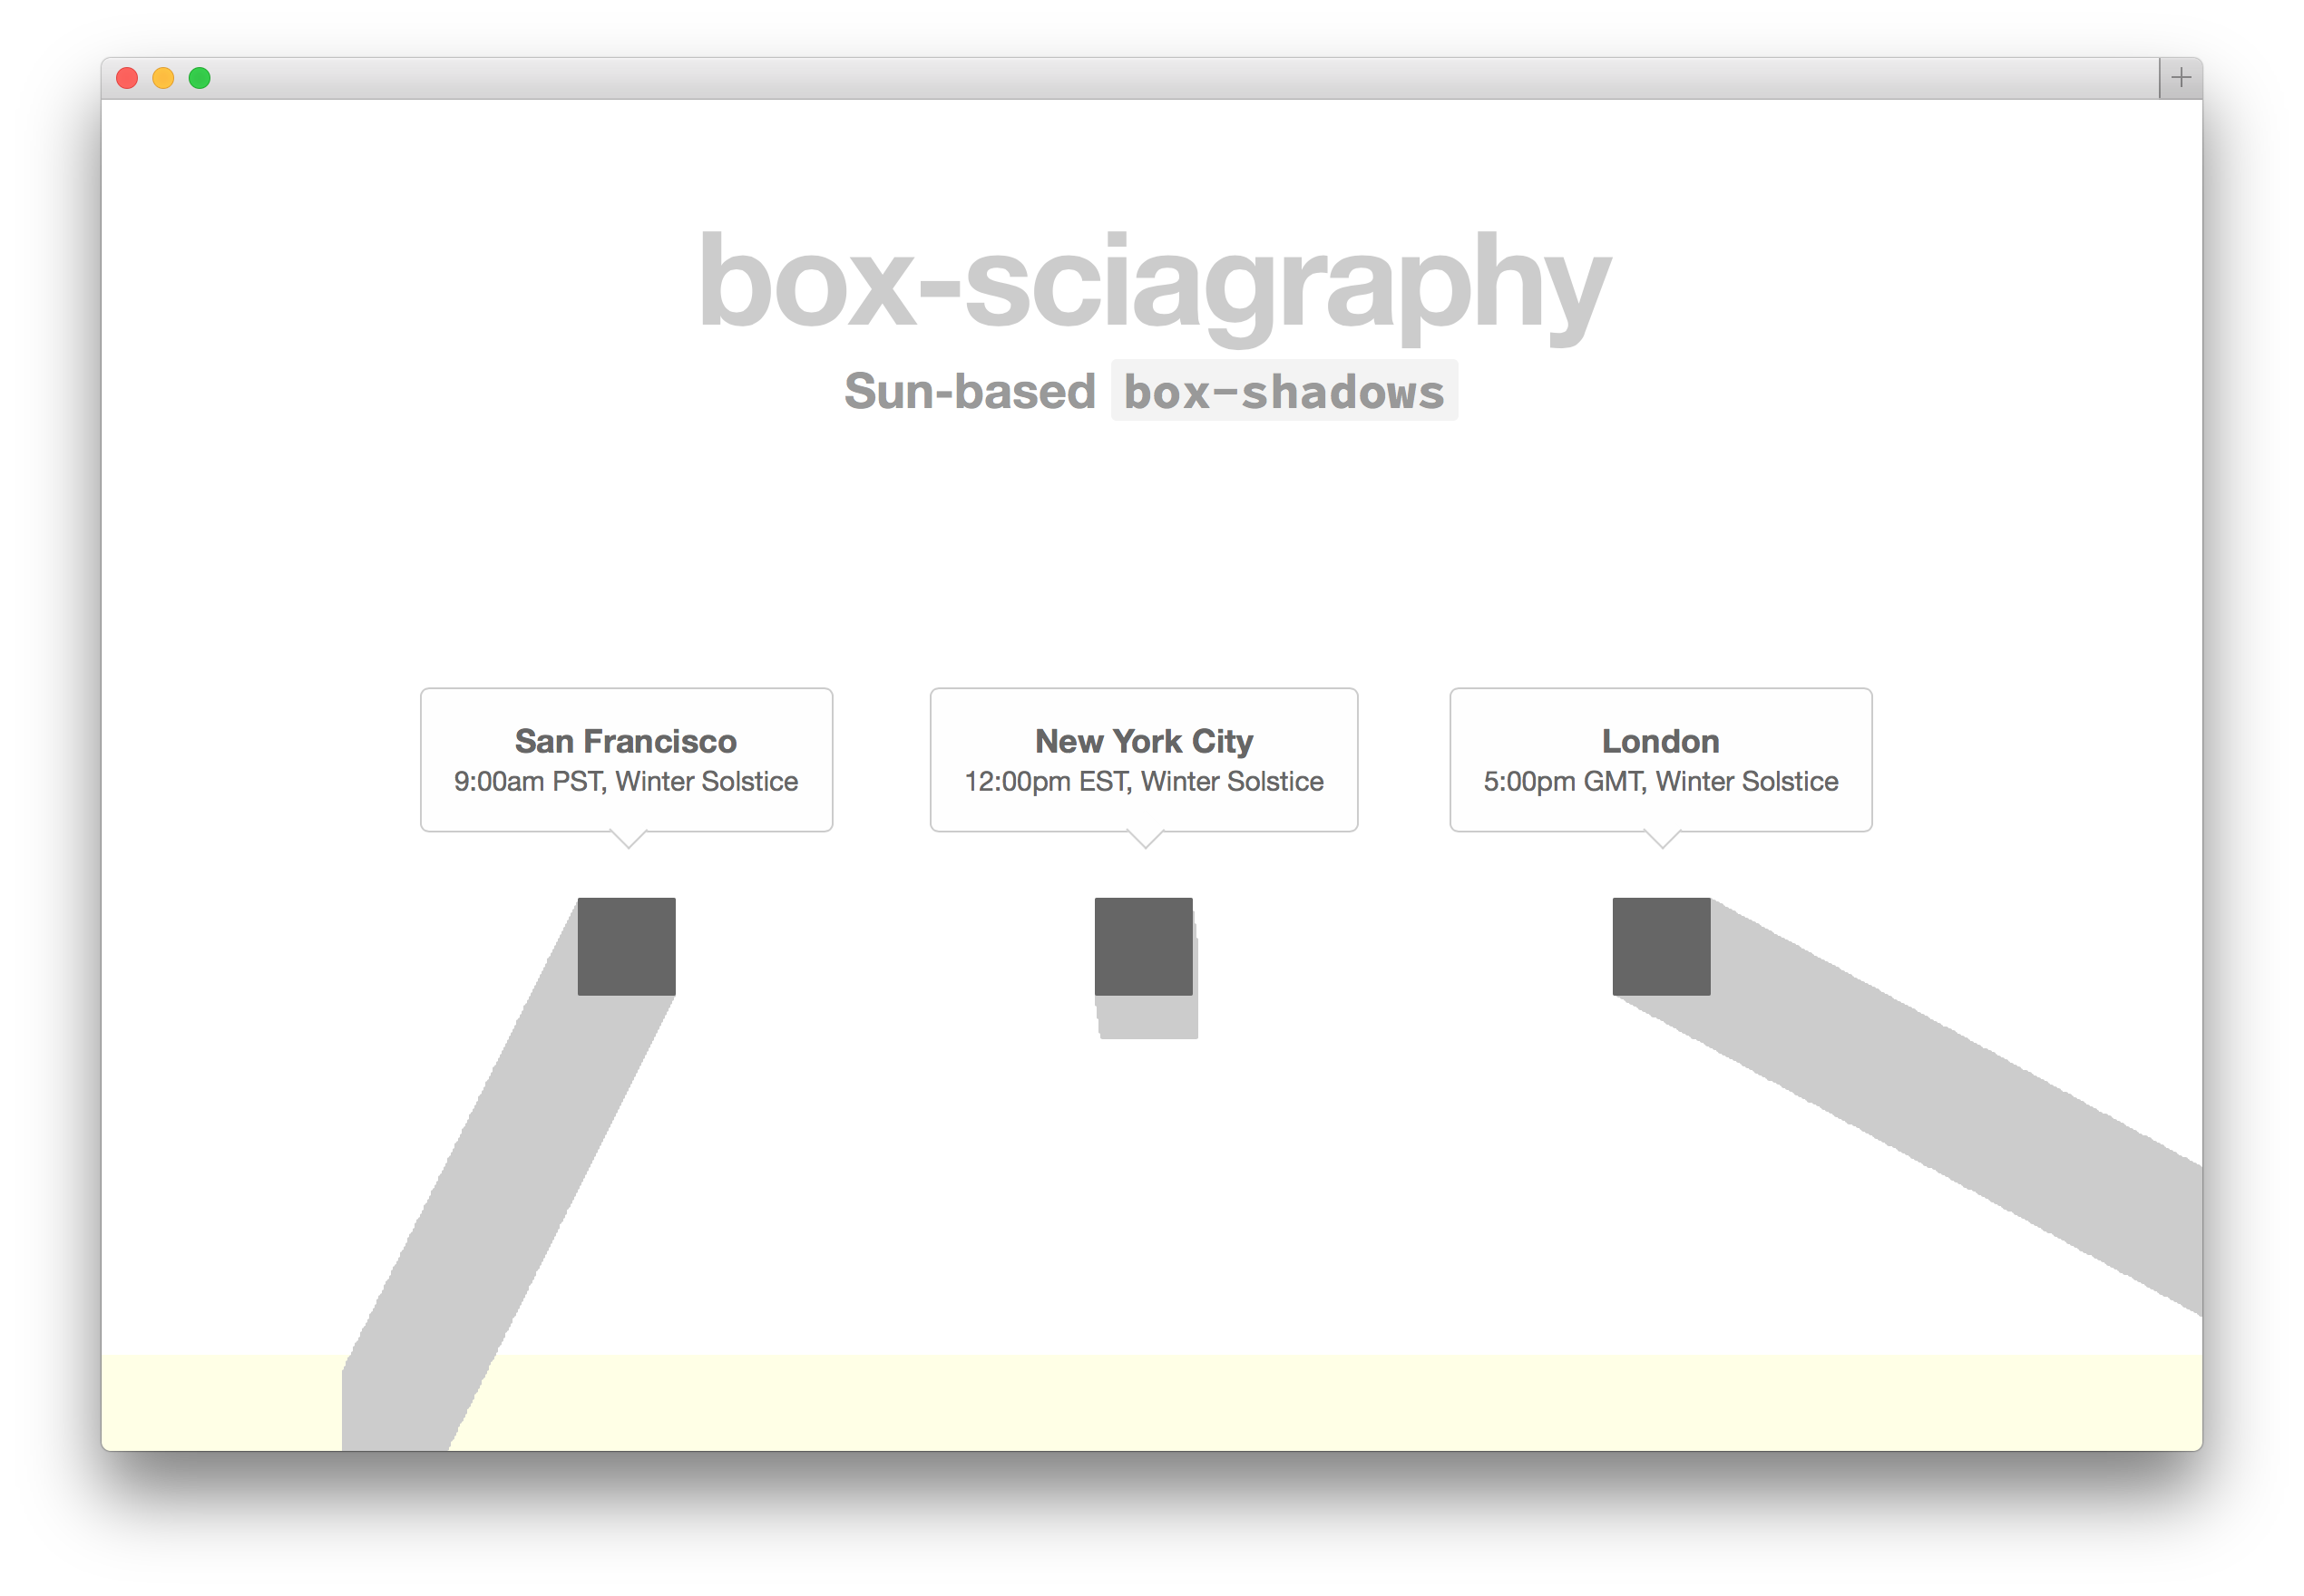 box-sciagraphy
Sun-based box-shadows
San Francisco
9:00am PST, Winter Solstice
New York City
12:00pm EST, Winter Solstice
London
5:00pm GMT, Winter Solstice